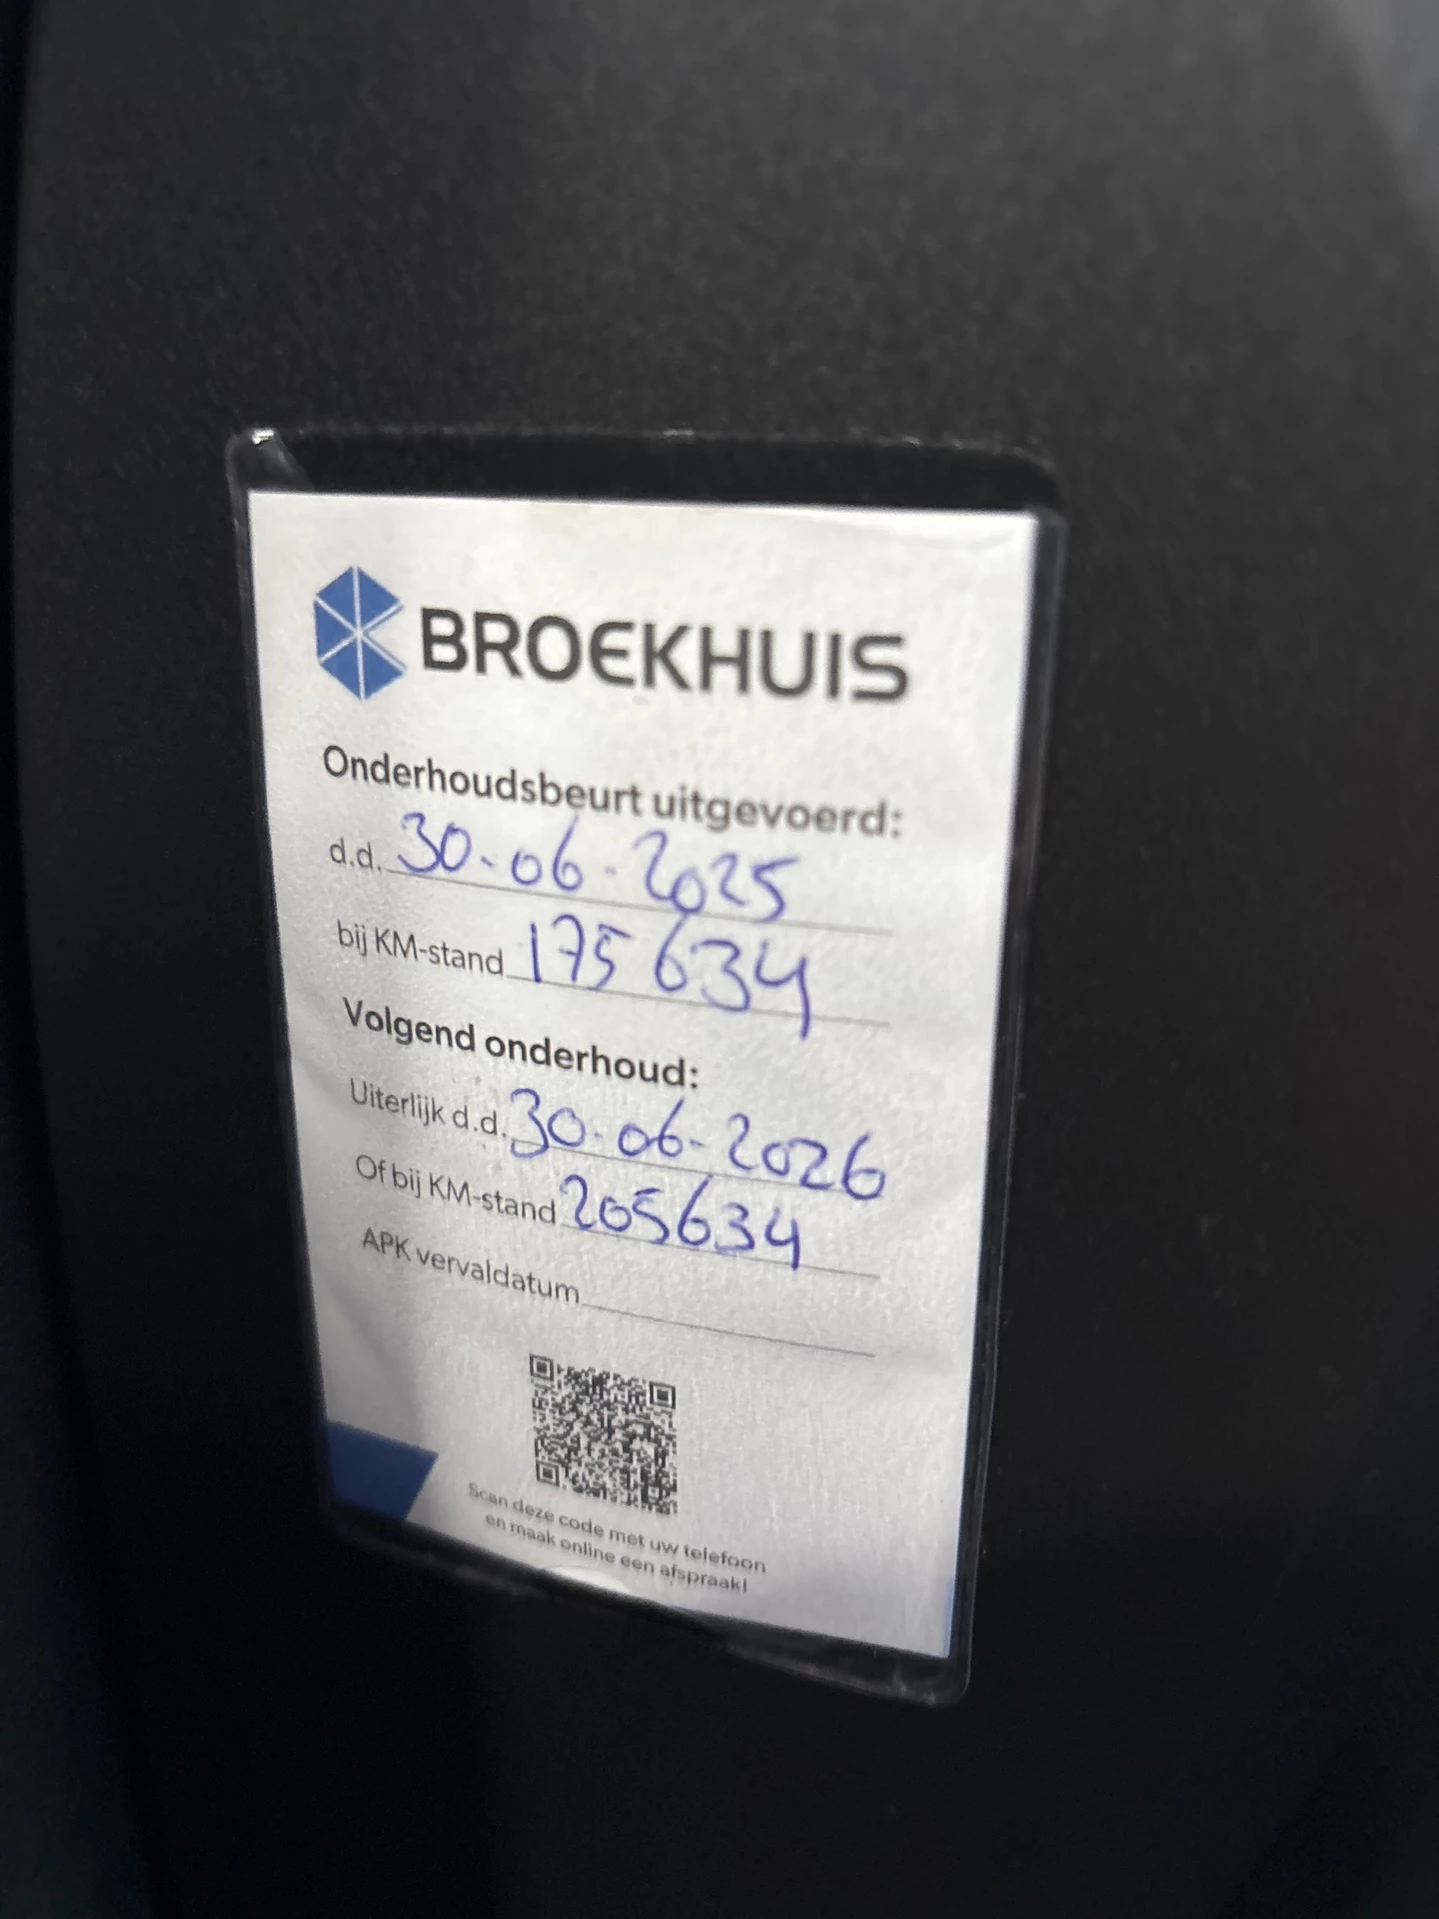 BROEKHUIS
Onderhoudsbeurt uitgevoerd:
d.d. 30-06-2025
bij KM-stand 175634
Volgend onderhoud:
Uiterlijk d.d. 30-06-2026
Of bij KM-stand 205634
APK vervaldatum
Scan deze code met uw telefoon
en maak online een afspraak!